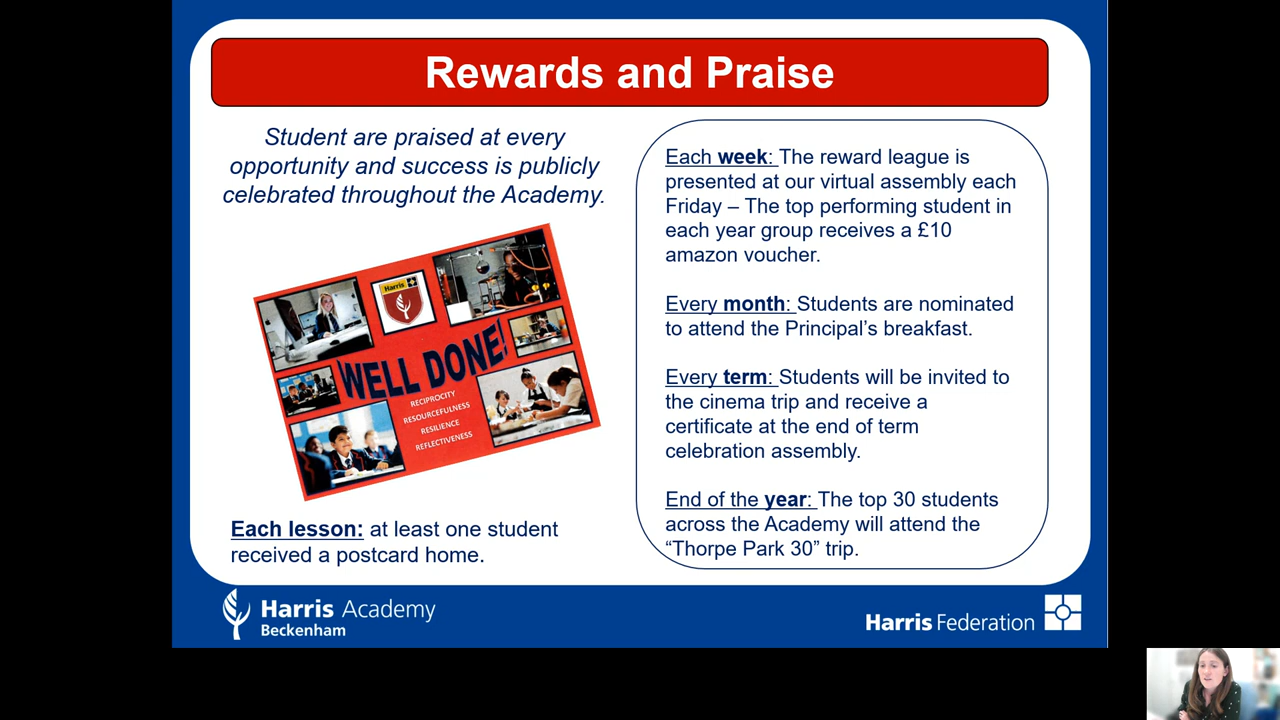 Rewards and Praise
Student are praised at every
opportunity and success is publicly
celebrated throughout the Academy.
Harris
WELL DONE!
RECIPROCITY
RESOURCEFULNESS
RESILIENCE
REFLECTIVENESS
Each lesson: at least one student
received a postcard home.
Each week: The reward league is
presented at our virtual assembly each
Friday – The top performing student in
each year group receives a £10
amazon voucher.
Every month: Students are nominated
to attend the Principal’s breakfast.
Every term: Students will be invited to
the cinema trip and receive a
certificate at the end of term
celebration assembly.
End of the year: The top 30 students
across the Academy will attend the
“Thorpe Park 30” trip.
Harris Academy
Beckenham
Harris Federation